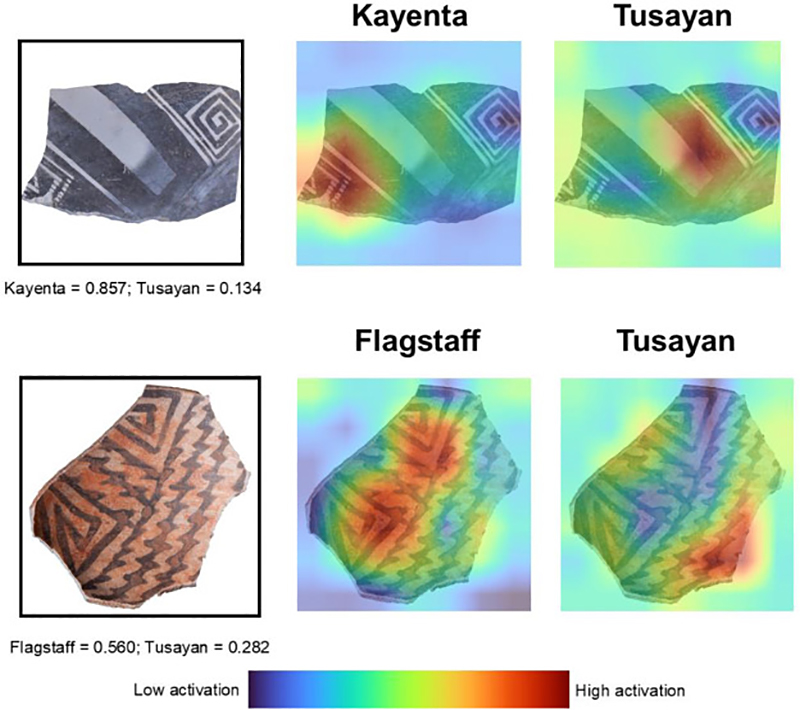 Kayenta
Tusayan
Kayenta = 0.857; Tusayan = 0.134
Flagstaff
Tusayan
Flagstaff = 0.560; Tusayan = 0.282
Low activation
High activation